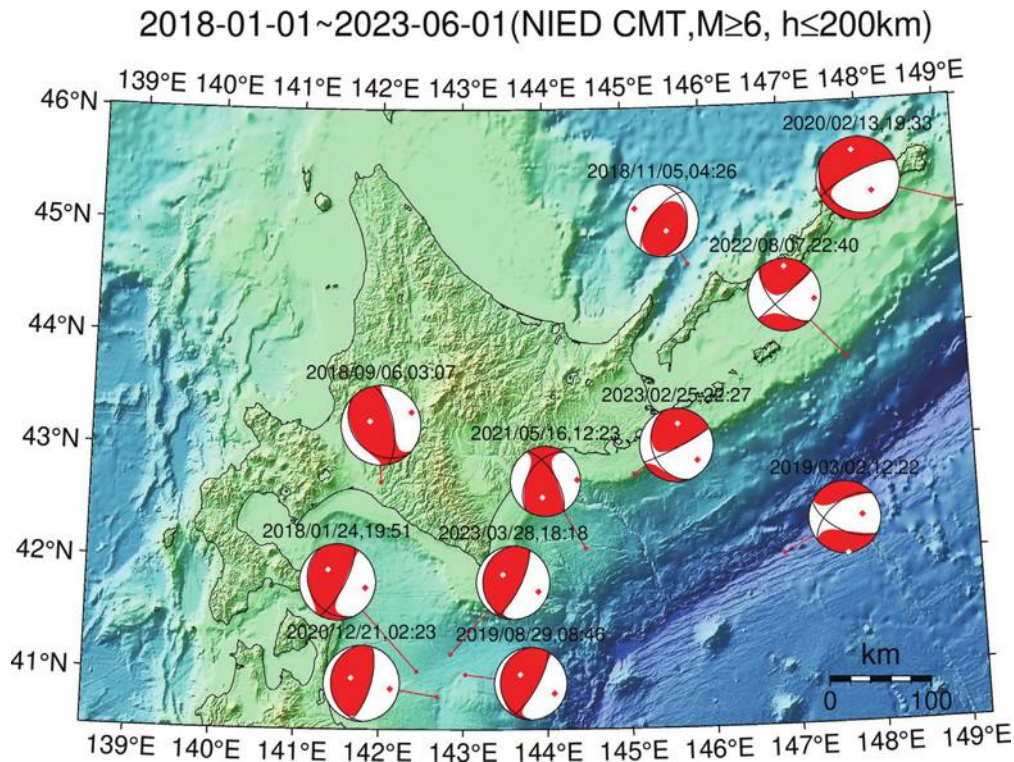 2018-01-01~2023-06-01(NIED CMT,M≥6, h≤200km)
139°E 140°E 141°E 142°E 143°E 144°E 145°E 146°E 147°E 148°E 149°E
46°N
2020/02/13,19:33
2018/11/05,04:26
45°N
2022/08/07,22:40
44°N
2018/09/06,03:07
2023/02/25,22:27
43°N
2021/05/16,12:23
2019/03/02,12:22
42°N
2018/01/24,19:51
2023/03/28,18:18
2020/12/21,02:23
2019/08/29,08:46
41°N
km
0 100
139°E 140°E 141°E 142°E 143°E 144°E 145°E 146°E 147°E 148°E 149°E